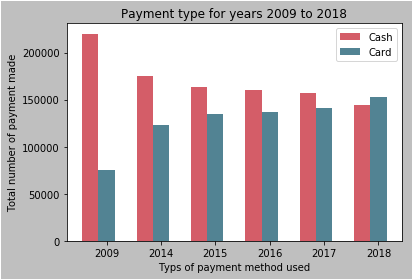 Payment type for years 2009 to 2018
Cash
Card
Total number of payment made
200000
150000
100000
50000
0
2009 2014 2015 2016 2017 2018
Typs of payment method used